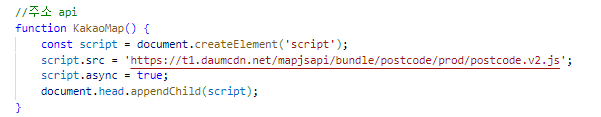 //주소 api
function KakaoMap() {
    const script = document.createElement('script');
    script.src = 'https://t1.daumcdn.net/mapjsapi/bundle/postcode/prod/postcode.v2.js';
    script.async = true;
    document.head.appendChild(script);
}